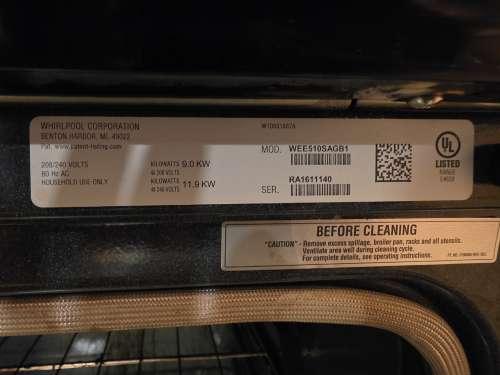 WHIRLPOOL CORPORATION
BENTON HARBOR, MI. 49022
Pat. www.patent-listing.com
208/240 VOLTS
60 Hz AC
HOUSEHOLD USE-ONLY
KILOWATTS 9.0 KW
At 208 VOLTS
KILOWATTS 11.9 KW
At 240 VOLTS
MOD. WEE510SAGB1
SER. RA1611140
UL
LISTED
RANGE
BEFORE CLEANING
"CAUTION" - Remove excess spillage, broiler pan, racks and all utensils.
Ventilate area well during cleaning cycle.
For complete details, see operating instructions.